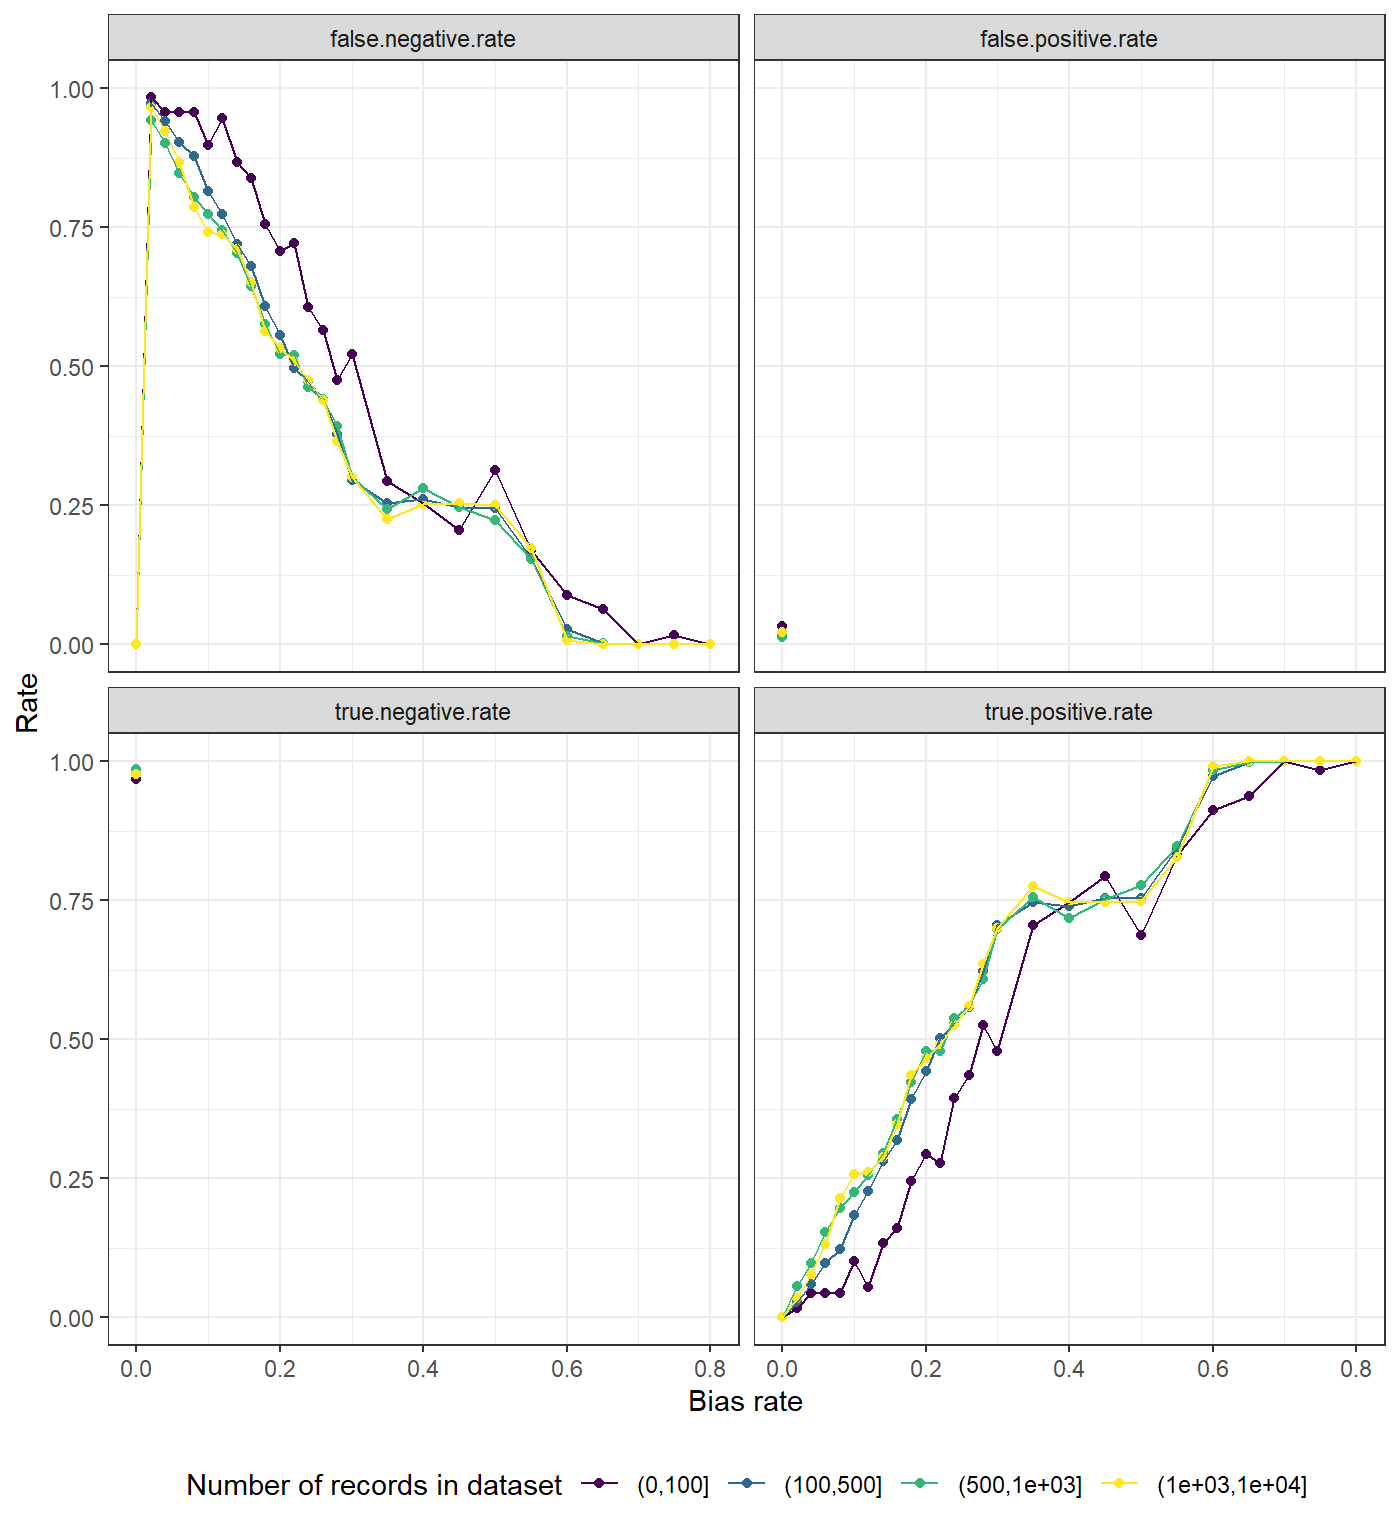 false.negative.rate
false.positive.rate
1.00
0.75
0.50
0.25
0.00
Rate
true.negative.rate
true.positive.rate
1.00
0.75
0.50
0.25
0.00
0.0 0.2 0.4 0.6 0.8
0.0 0.2 0.4 0.6 0.8
Bias rate
Number of records in dataset (0,100] (100,500] (500,1e+03] (1e+03,1e+04]